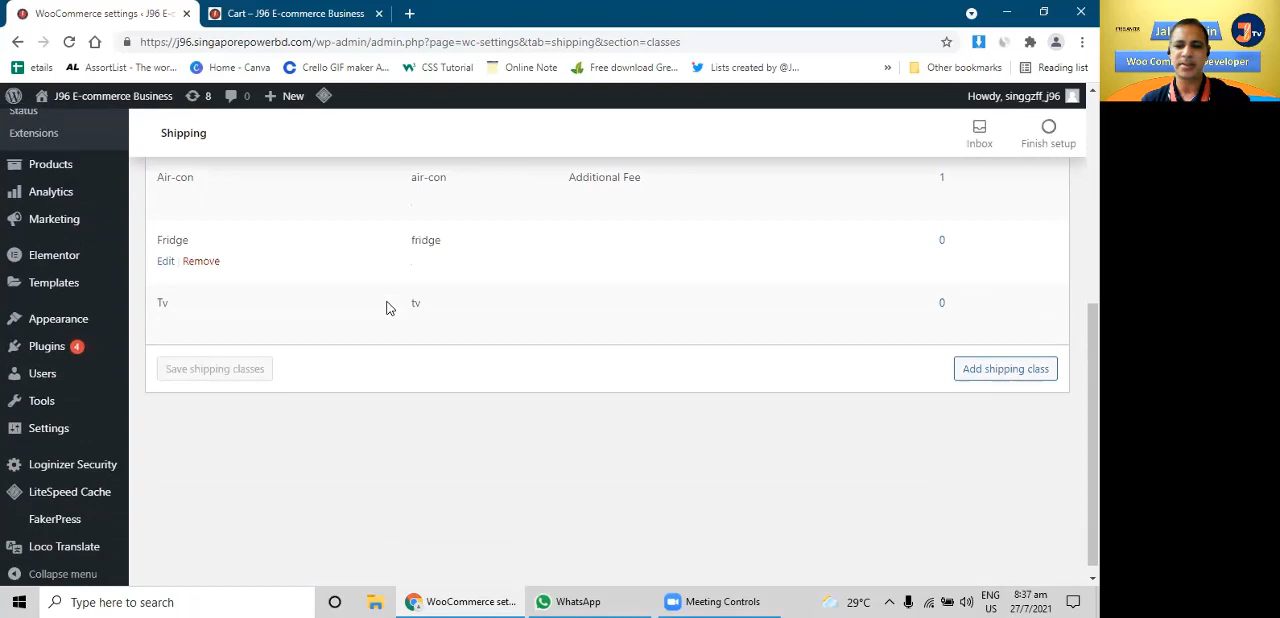 WooCommerce settings ‹ J96 E-c
Cart – J96 E-commerce Business
https://j96.singaporepowerbd.com/wp-admin/admin.php?page=wc-settings&tab=shipping&section=classes
etails
AssortList - The wor...
Home - Canva
Crello GIF maker A...
CSS Tutorial
Online Note
Free download Gre...
Lists created by @J...
»
Other bookmarks
Reading list
J96 E-commerce Business
8
0
+ New
Howdy, singgzff_j96
Status
Extensions
Products
Analytics
Marketing
Elementor
Templates
Appearance
Plugins 4
Users
Tools
Settings
Loginizer Security
LiteSpeed Cache
FakerPress
Loco Translate
Collapse menu
Shipping
Inbox
Finish setup
Air-con air-con Additional Fee 1
Fridge fridge 0
Edit | Remove
Tv tv 0
Save shipping classes
Add shipping class
Type here to search
WooCommerce set...
WhatsApp
Meeting Controls
29°C
ENG
US
8:37 am
27/7/2021
FREELANCER
TV